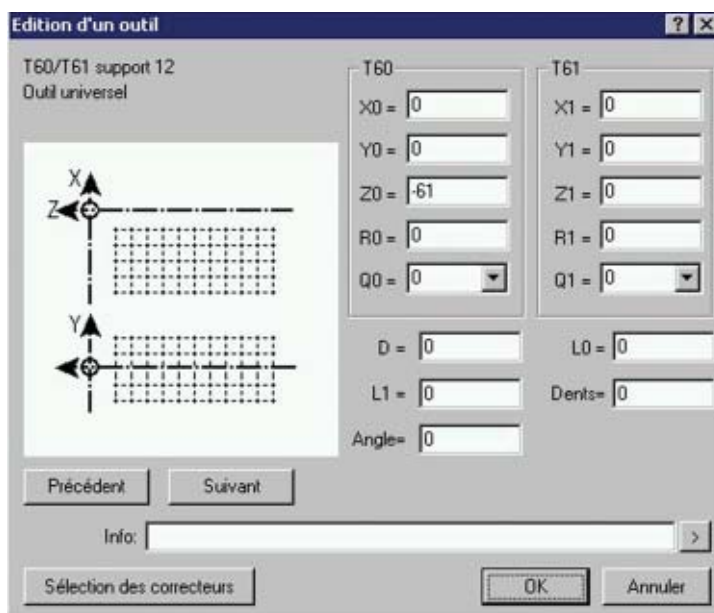 Edition d'un outil
T60/T61 support 12
Outil universel
X
Z
Y
T60
X0 = 0
Y0 = 0
Z0 = -61
R0 = 0
Q0 = 0
T61
X1 = 0
Y1 = 0
Z1 = 0
R1 = 0
Q1 = 0
D = 0
L0 = 0
L1 = 0
Dents= 0
Angle= 0
Précédent
Suivant
Info:
>
Sélection des correcteurs
OK
Annuler